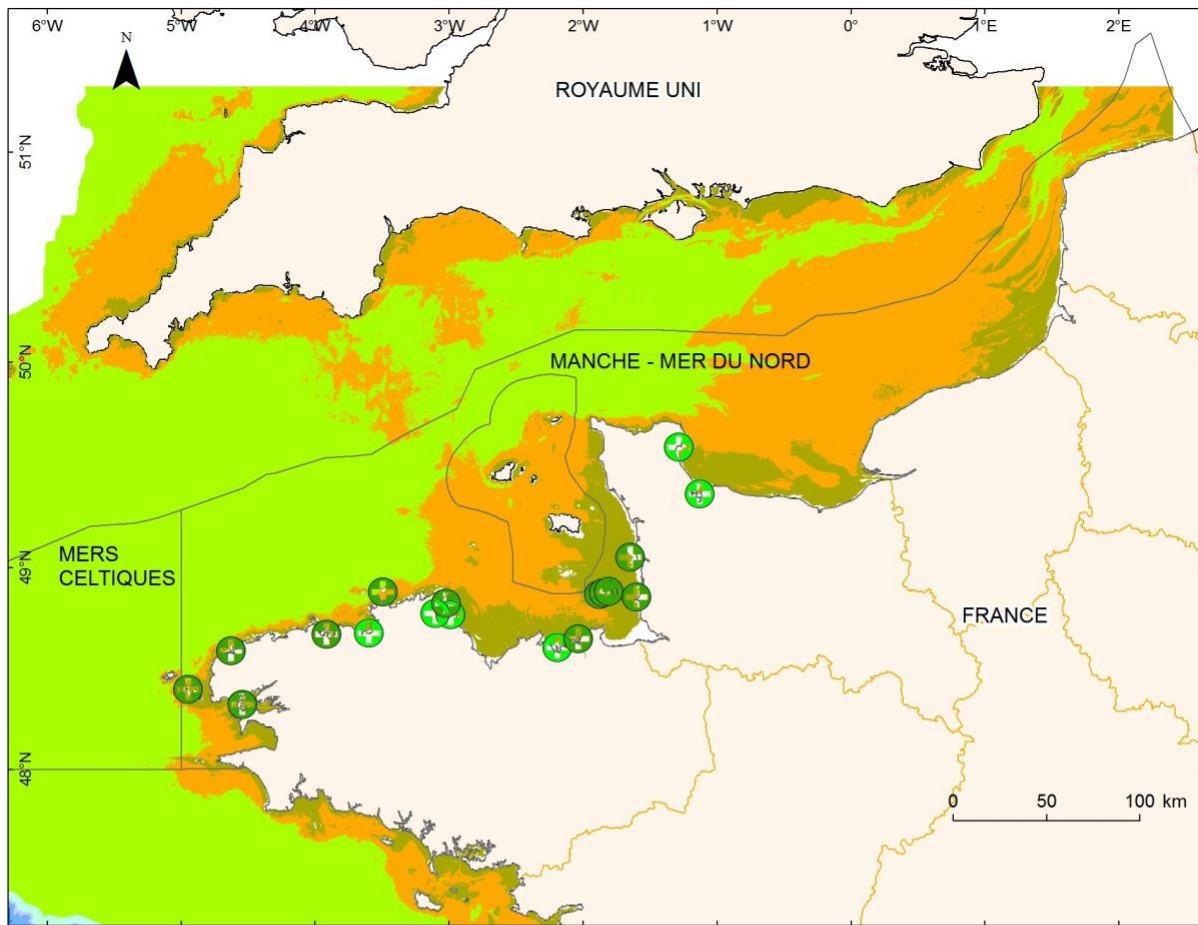 6°W 5°W 4°W 3°W 2°W 1°W 0° 1°E 2°E
N
ROYAUME UNI
51°N
50°N
MANCHE - MER DU NORD
49°N
MERS
CELTIQUES
FRANCE
48°N
0 50 100 km